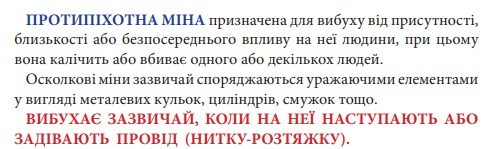 ПРОТИПІХОТНА МІНА призначена для вибуху від присутності,
близькості або безпосереднього впливу на неї людини, при цьому
вона калічить або вбиває одного або декількох людей.
Осколкові міни зазвичай споряджаються уражаючими елементами
у вигляді металевих кульок, циліндрів, смужок тощо.
ВИБУХАЄ ЗАЗВИЧАЙ, КОЛИ НА НЕЇ НАСТУПАЮТЬ АБО
ЗАДІВАЮТЬ ПРОВІД (НИТКУ-РОЗТЯЖКУ).